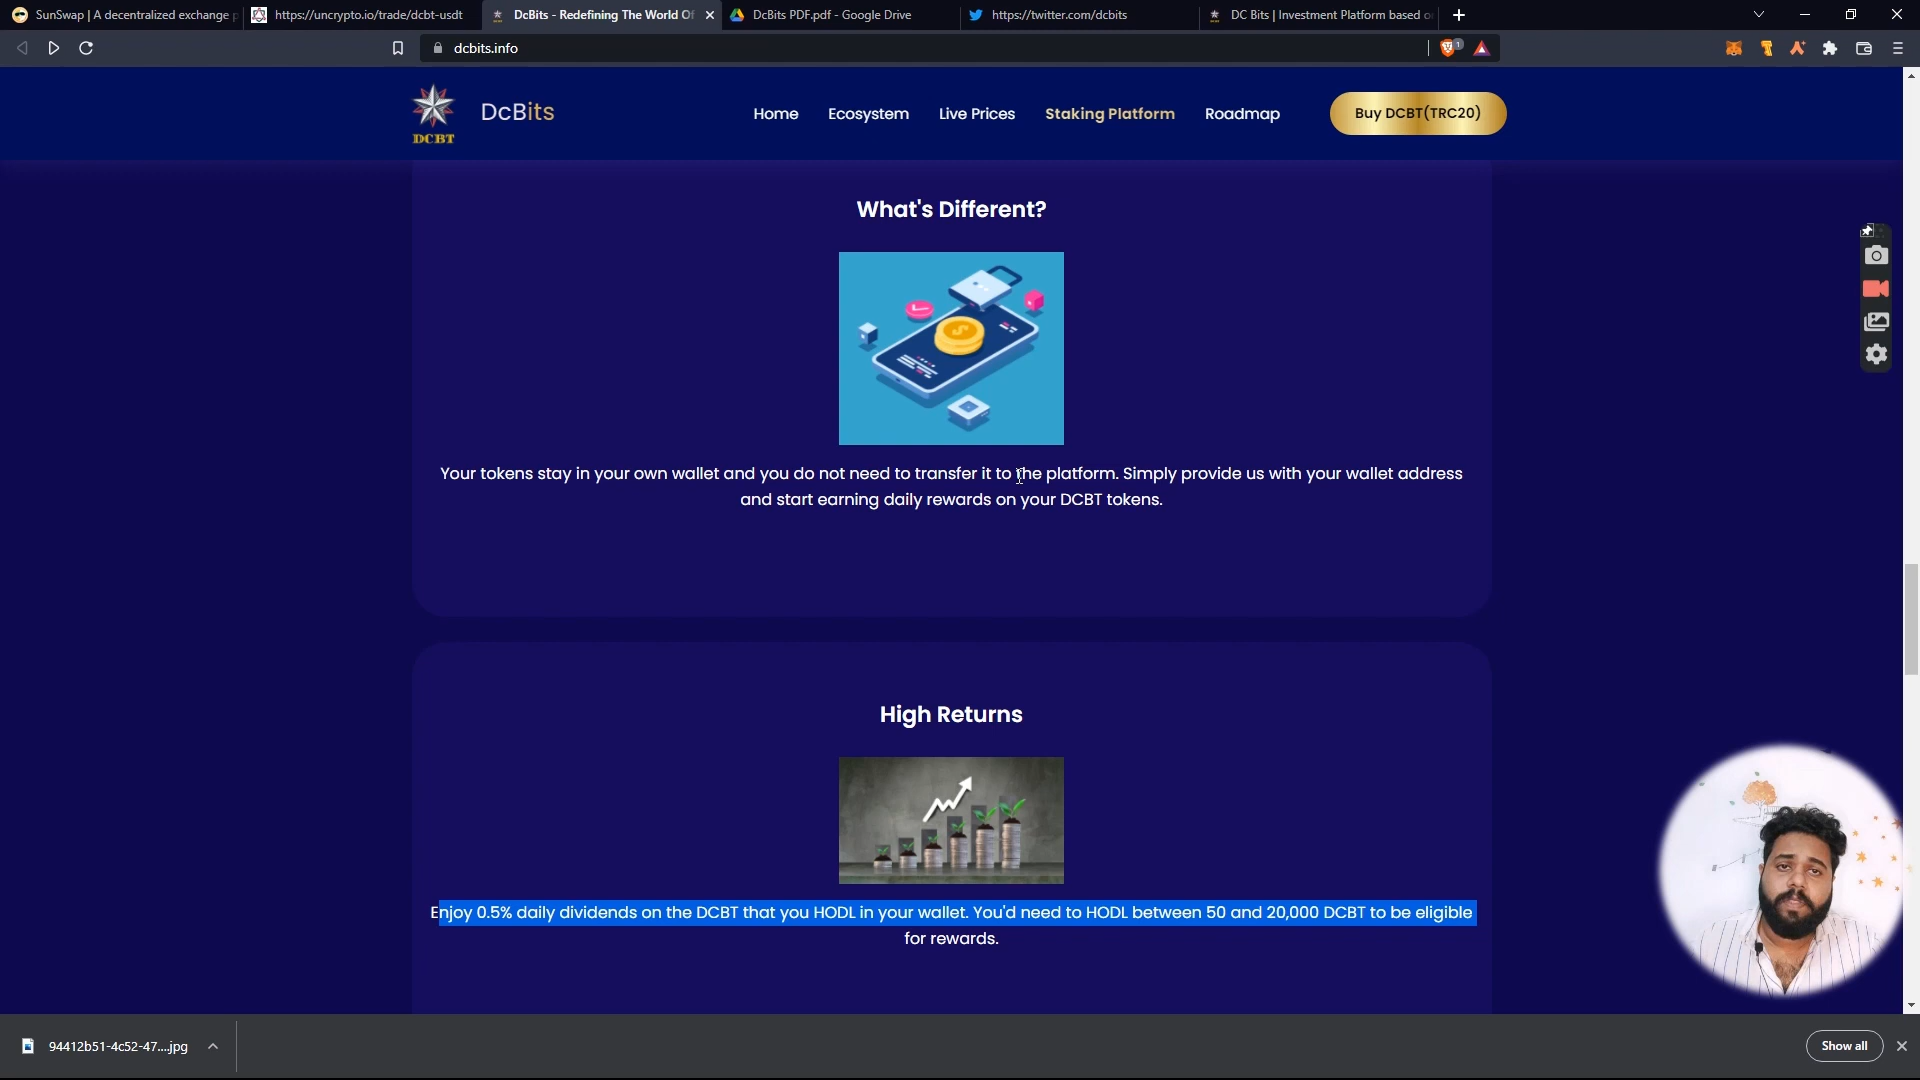 SunSwap | A decentralized exchange p
https://uncrypto.io/trade/dcbt-usdt
DcBits - Redefining The World Of
DcBits PDF.pdf - Google Drive
https://twitter.com/dcbits
DC Bits | Investment Platform based o
dcbits.info
1
DCBT
DcBits
Home
Ecosystem
Live Prices
Staking Platform
Roadmap
Buy DCBT(TRC20)
What's Different?
Your tokens stay in your own wallet and you do not need to transfer it to the platform. Simply provide us with your wallet address
and start earning daily rewards on your DCBT tokens.
High Returns
Enjoy 0.5% daily dividends on the DCBT that you HODL in your wallet. You'd need to HODL between 50 and 20,000 DCBT to be eligible
for rewards.
94412b51-4c52-47....jpg
Show all